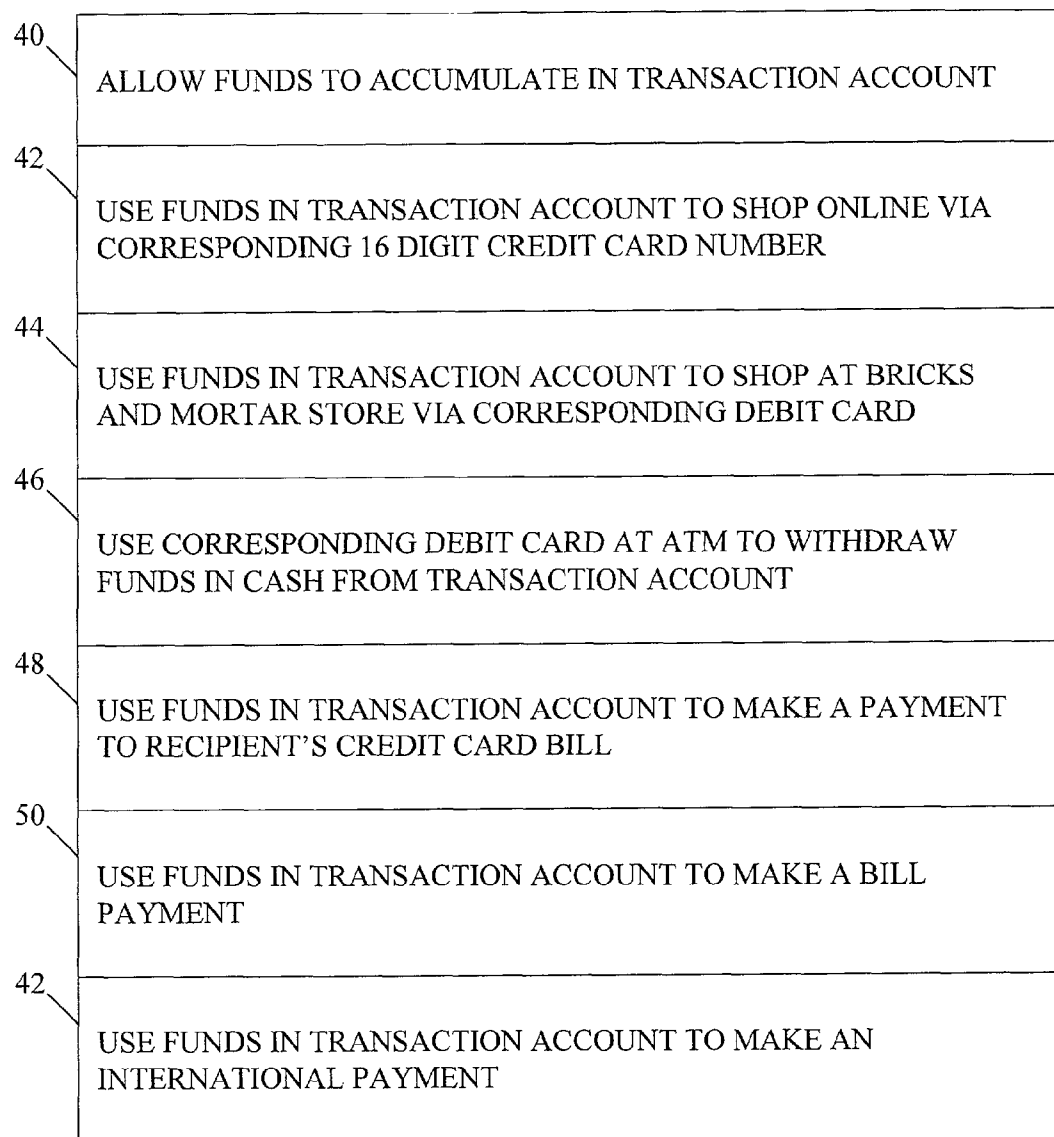 40
ALLOW FUNDS TO ACCUMULATE IN TRANSACTION ACCOUNT
42
USE FUNDS IN TRANSACTION ACCOUNT TO SHOP ONLINE VIA
CORRESPONDING 16 DIGIT CREDIT CARD NUMBER
44
USE FUNDS IN TRANSACTION ACCOUNT TO SHOP AT BRICKS
AND MORTAR STORE VIA CORRESPONDING DEBIT CARD
46
USE CORRESPONDING DEBIT CARD AT ATM TO WITHDRAW
FUNDS IN CASH FROM TRANSACTION ACCOUNT
48
USE FUNDS IN TRANSACTION ACCOUNT TO MAKE A PAYMENT
TO RECIPIENT'S CREDIT CARD BILL
50
USE FUNDS IN TRANSACTION ACCOUNT TO MAKE A BILL
PAYMENT
42
USE FUNDS IN TRANSACTION ACCOUNT TO MAKE AN
INTERNATIONAL PAYMENT